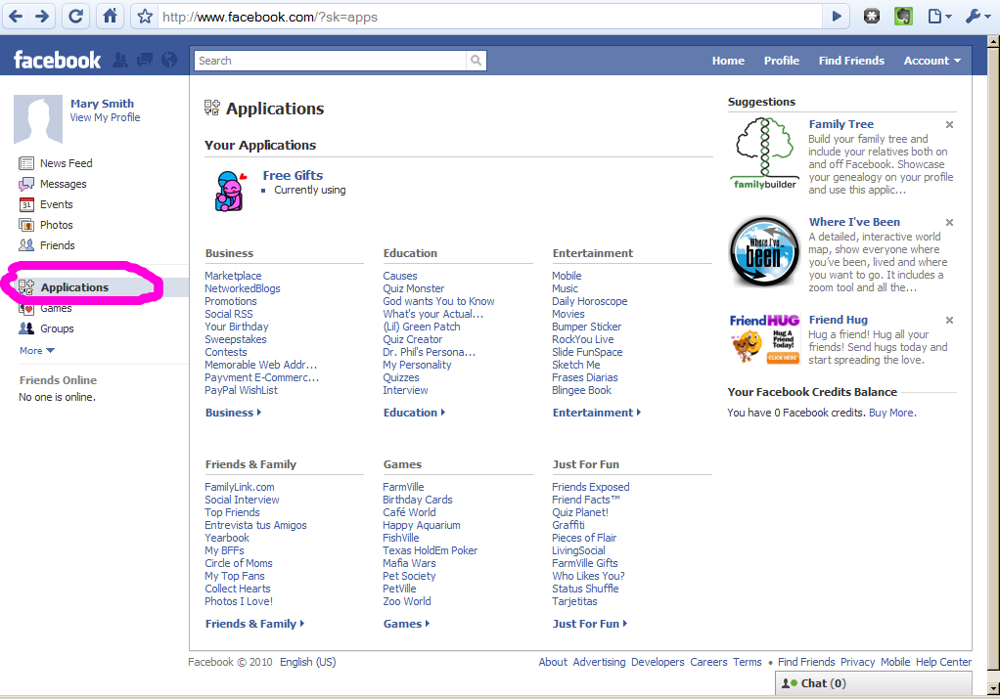 http://www.facebook.com/?sk=apps
facebook
Search
Home Profile Find Friends Account
Mary Smith
View My Profile
News Feed
Messages
31 Events
Photos
Friends
Applications
Games
Groups
More
Friends Online
No one is online.
Applications
Your Applications
Free Gifts
Currently using
Business
Marketplace
NetworkedBlogs
Promotions
Social RSS
Your Birthday
Sweepstakes
Contests
Memorable Web Addr...
Payvment E-Commerc...
PayPal WishList
Business
Education
Causes
Quiz Monster
God wants You to Know
What's your Actual...
(Lil) Green Patch
Quiz Creator
Dr. Phil's Persona...
My Personality
Quizzes
Interview
Education
Entertainment
Mobile
Music
Daily Horoscope
Movies
Bumper Sticker
RockYou Live
Slide FunSpace
Sketch Me
Frases Diarias
Blingee Book
Entertainment
Friends & Family
FamilyLink.com
Social Interview
Top Friends
Entrevista tus Amigos
Yearbook
My BFFs
Circle of Moms
My Top Fans
Collect Hearts
Photos I Love!
Friends & Family
Games
FarmVille
Birthday Cards
Café World
Happy Aquarium
FishVille
Texas HoldEm Poker
Mafia Wars
Pet Society
PetVille
Zoo World
Games
Just For Fun
Friends Exposed
Friend Facts™
Quiz Planet!
Graffiti
Pieces of Flair
LivingSocial
FarmVille Gifts
Who Likes You?
Status Shuffle
Tarjetitas
Just For Fun
Suggestions
familybuilder
Family Tree
Build your family tree and
include your relatives both on
and off Facebook. Showcase
your genealogy on your profile
and use this applic...
Where I've
been
Where I've Been
A detailed, interactive world
map, show everyone where
you've been, lived and where
you want to go. It includes a
zoom tool and all the...
Friend HUG
Hug A
Friend
Today!
CLICK HERE
Friend Hug
Hug a friend! Hug all your
friends! Send hugs today and
start spreading the love.
Your Facebook Credits Balance
You have 0 Facebook credits. Buy More.
Facebook © 2010 English (US)
About Advertising Developers Careers Terms • Find Friends Privacy Mobile Help Center
Chat (0)